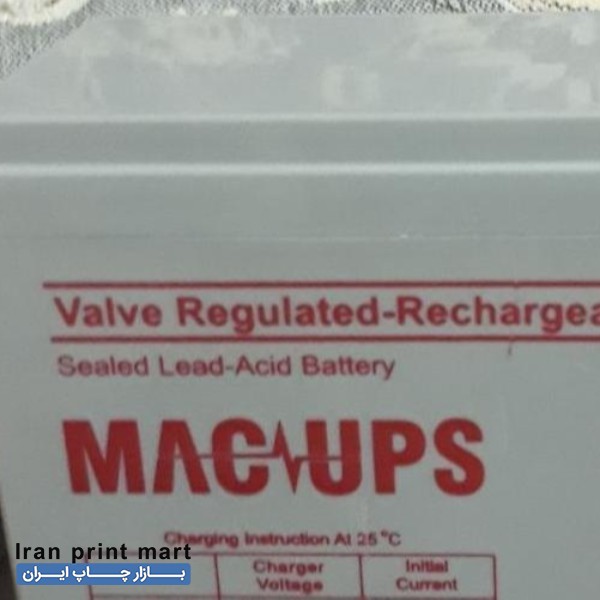 Valve Regulated-Rechargea
Sealed Lead-Acid Battery
MAC UPS
Charging Instruction At 25 °C
Charger
Voltage
Initial
Current
Iran print mart
بازار چاپ ایران